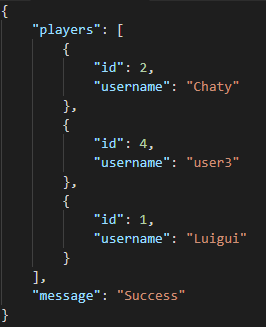 {
    "players": [
        {
            "id": 2,
            "username": "Chaty"
        },
        {
            "id": 4,
            "username": "user3"
        },
        {
            "id": 1,
            "username": "Luigui"
        }
    ],
    "message": "Success"
}